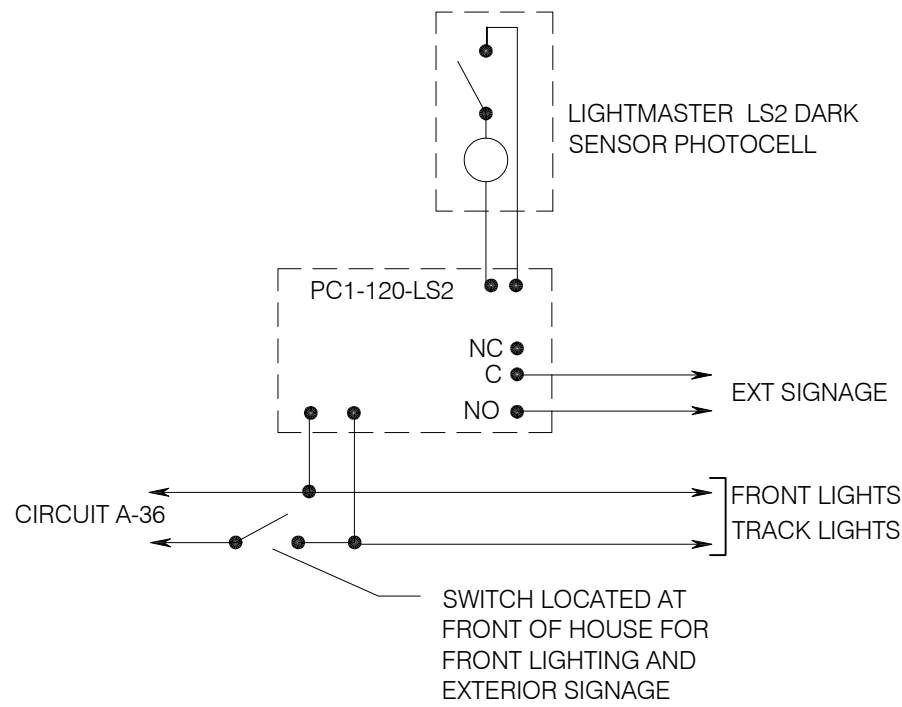 LIGHTMASTER LS2 DARK
SENSOR PHOTOCELL
PC1-120-LS2
NC
C
NO
EXT SIGNAGE
CIRCUIT A-36
FRONT LIGHTS
TRACK LIGHTS
SWITCH LOCATED AT
FRONT OF HOUSE FOR
FRONT LIGHTING AND
EXTERIOR SIGNAGE